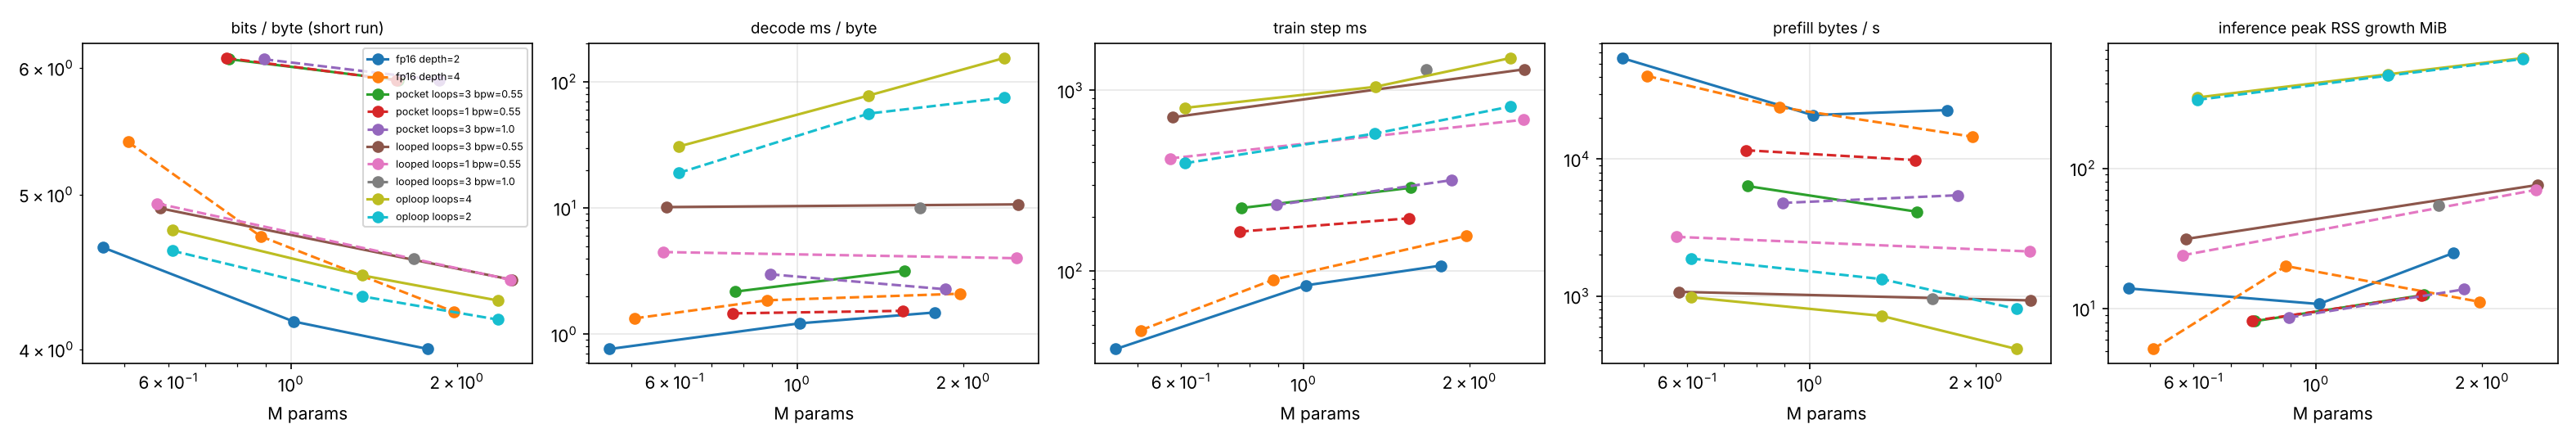 bits / byte (short run)
6 × 10⁰
5 × 10⁰
4 × 10⁰
6 × 10⁻¹
10⁰
2 × 10⁰
M params
fp16 depth=2
fp16 depth=4
pocket loops=3 bpw=0.55
pocket loops=1 bpw=0.55
pocket loops=3 bpw=1.0
looped loops=3 bpw=0.55
looped loops=1 bpw=0.55
looped loops=3 bpw=1.0
oploop loops=4
oploop loops=2
decode ms / byte
10²
10¹
10⁰
6 × 10⁻¹
10⁰
2 × 10⁰
M params
train step ms
10³
10²
6 × 10⁻¹
10⁰
2 × 10⁰
M params
prefill bytes / s
10⁴
10³
6 × 10⁻¹
10⁰
2 × 10⁰
M params
inference peak RSS growth MiB
10²
10¹
6 × 10⁻¹
10⁰
2 × 10⁰
M params